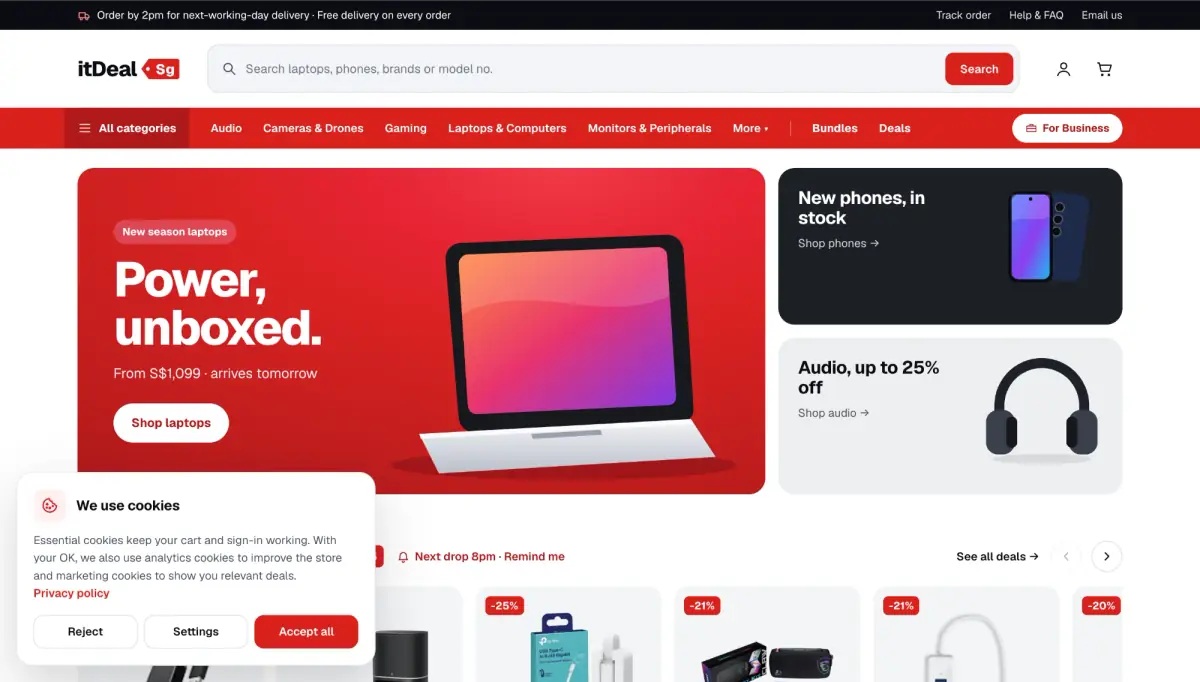 Order by 2pm for next-working-day delivery · Free delivery on every order
Track order
Help & FAQ
Email us
itDeal Sg
Search laptops, phones, brands or model no.
Search
All categories
Audio
Cameras & Drones
Gaming
Laptops & Computers
Monitors & Peripherals
More
Bundles
Deals
For Business
New season laptops
Power,
unboxed.
From S$1,099 · arrives tomorrow
Shop laptops
New phones, in
stock
Shop phones →
Audio, up to 25%
off
Shop audio →
We use cookies
Essential cookies keep your cart and sign-in working. With
your OK, we also use analytics cookies to improve the store
and marketing cookies to show you relevant deals.
Privacy policy
Reject
Settings
Accept all
Next drop 8pm · Remind me
See all deals →
-25%
-21%
-21%
-20%